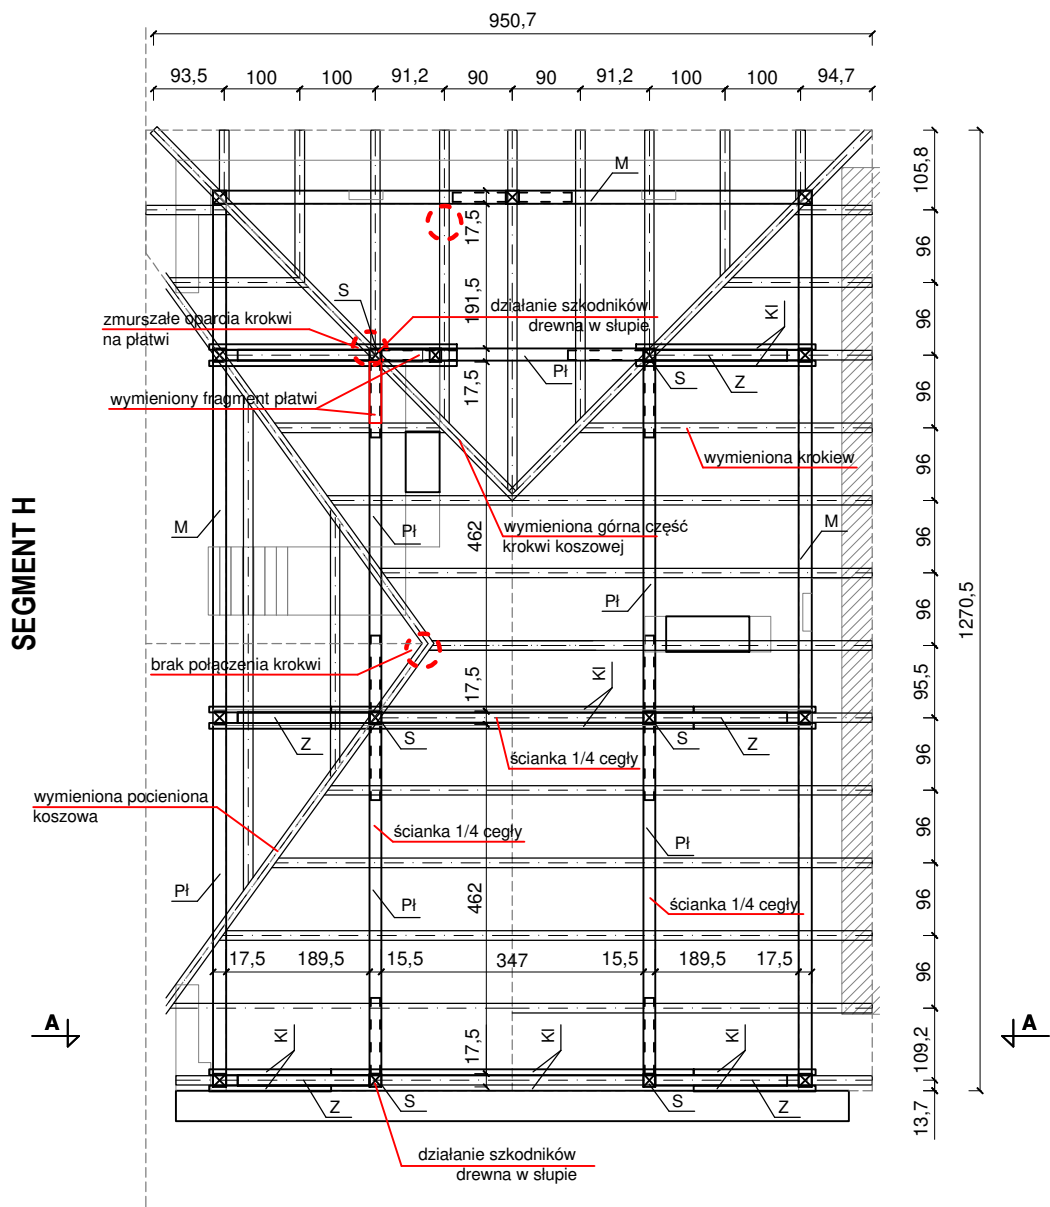 950,7
93,5 100 100 91,2 90 90 91,2 100 100 94,7
M
105,8
17,5
96
S
191,5
działanie szkodników
drewna w słupie
Kl
96
zmurszałe oparcia krokwi
na płatwi
Pł
S
Z
17,5
96
wymieniony fragment płatwi
wymieniona krokiew
96
SEGMENT H
M
Pł
462
wymieniona górna część
krokwi koszowej
M
96
Pł
96
1270,5
brak połączenia krokwi
17,5
Kl
95,5
Z
S
S
Z
ścianka 1/4 cegły
96
wymieniona pocieniona
koszowa
ścianka 1/4 cegły
Pł
96
Pł
Pł
462
ścianka 1/4 cegły
96
17,5 189,5 15,5 347 15,5 189,5 17,5
96
A
A
Kl
17,5
Kl
Kl
109,2
Z
S
S
Z
13,7
działanie szkodników
drewna w słupie